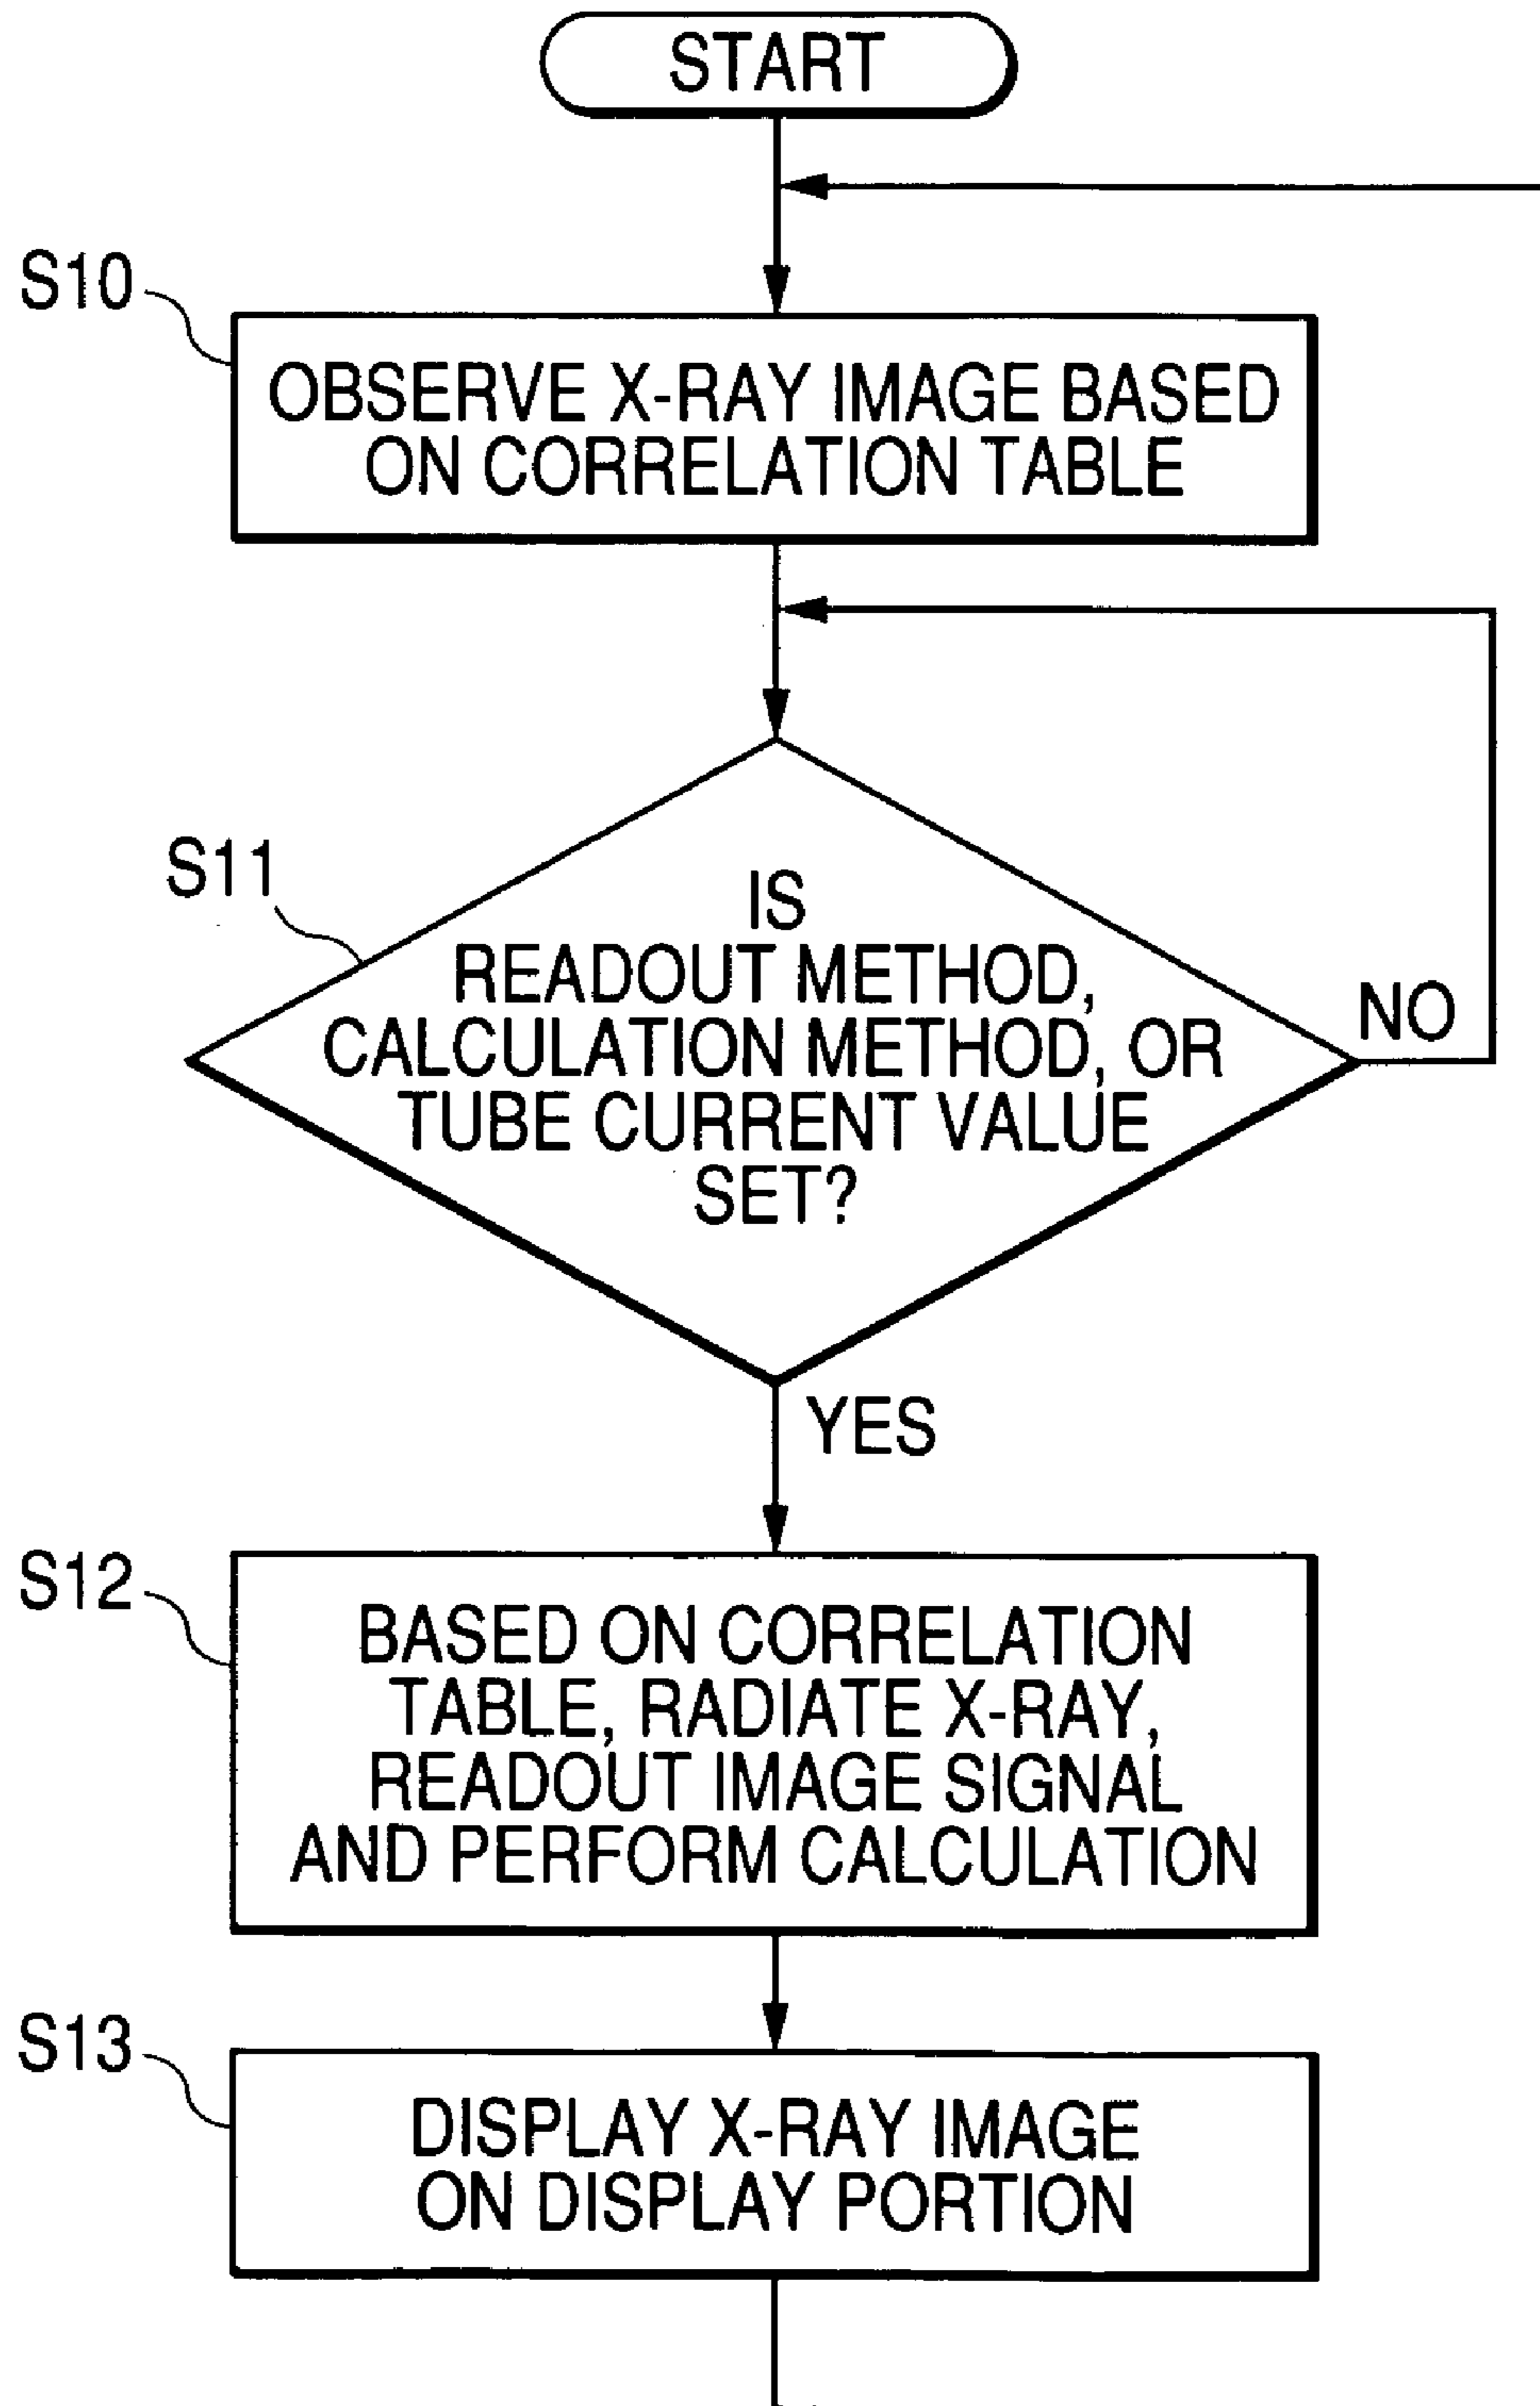 START
S10
OBSERVE X-RAY IMAGE BASED
ON CORRELATION TABLE
S11
IS
READOUT METHOD,
CALCULATION METHOD, OR
TUBE CURRENT VALUE
SET?
NO
YES
S12
BASED ON CORRELATION
TABLE, RADIATE X-RAY,
READOUT IMAGE SIGNAL
AND PERFORM CALCULATION
S13
DISPLAY X-RAY IMAGE
ON DISPLAY PORTION